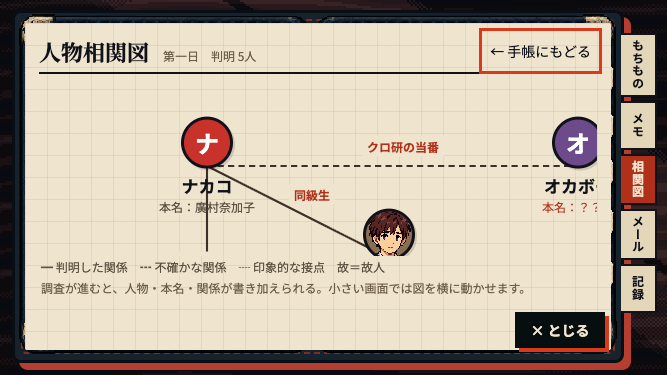 人物相関図 第一日 判明 5人
← 手帳にもどる
ナ
オ
クロ研の当番
ナカコ
本名：廣村奈加子
同級生
オカボ
本名：？？
━ 判明した関係 --- 不確かな関係 ┈ 印象的な接点 故＝故人
調査が進むと、人物・本名・関係が書き加えられる。小さい画面では図を横に動かせます。
× とじる
もちもの
メモ
相関図
メール
記録